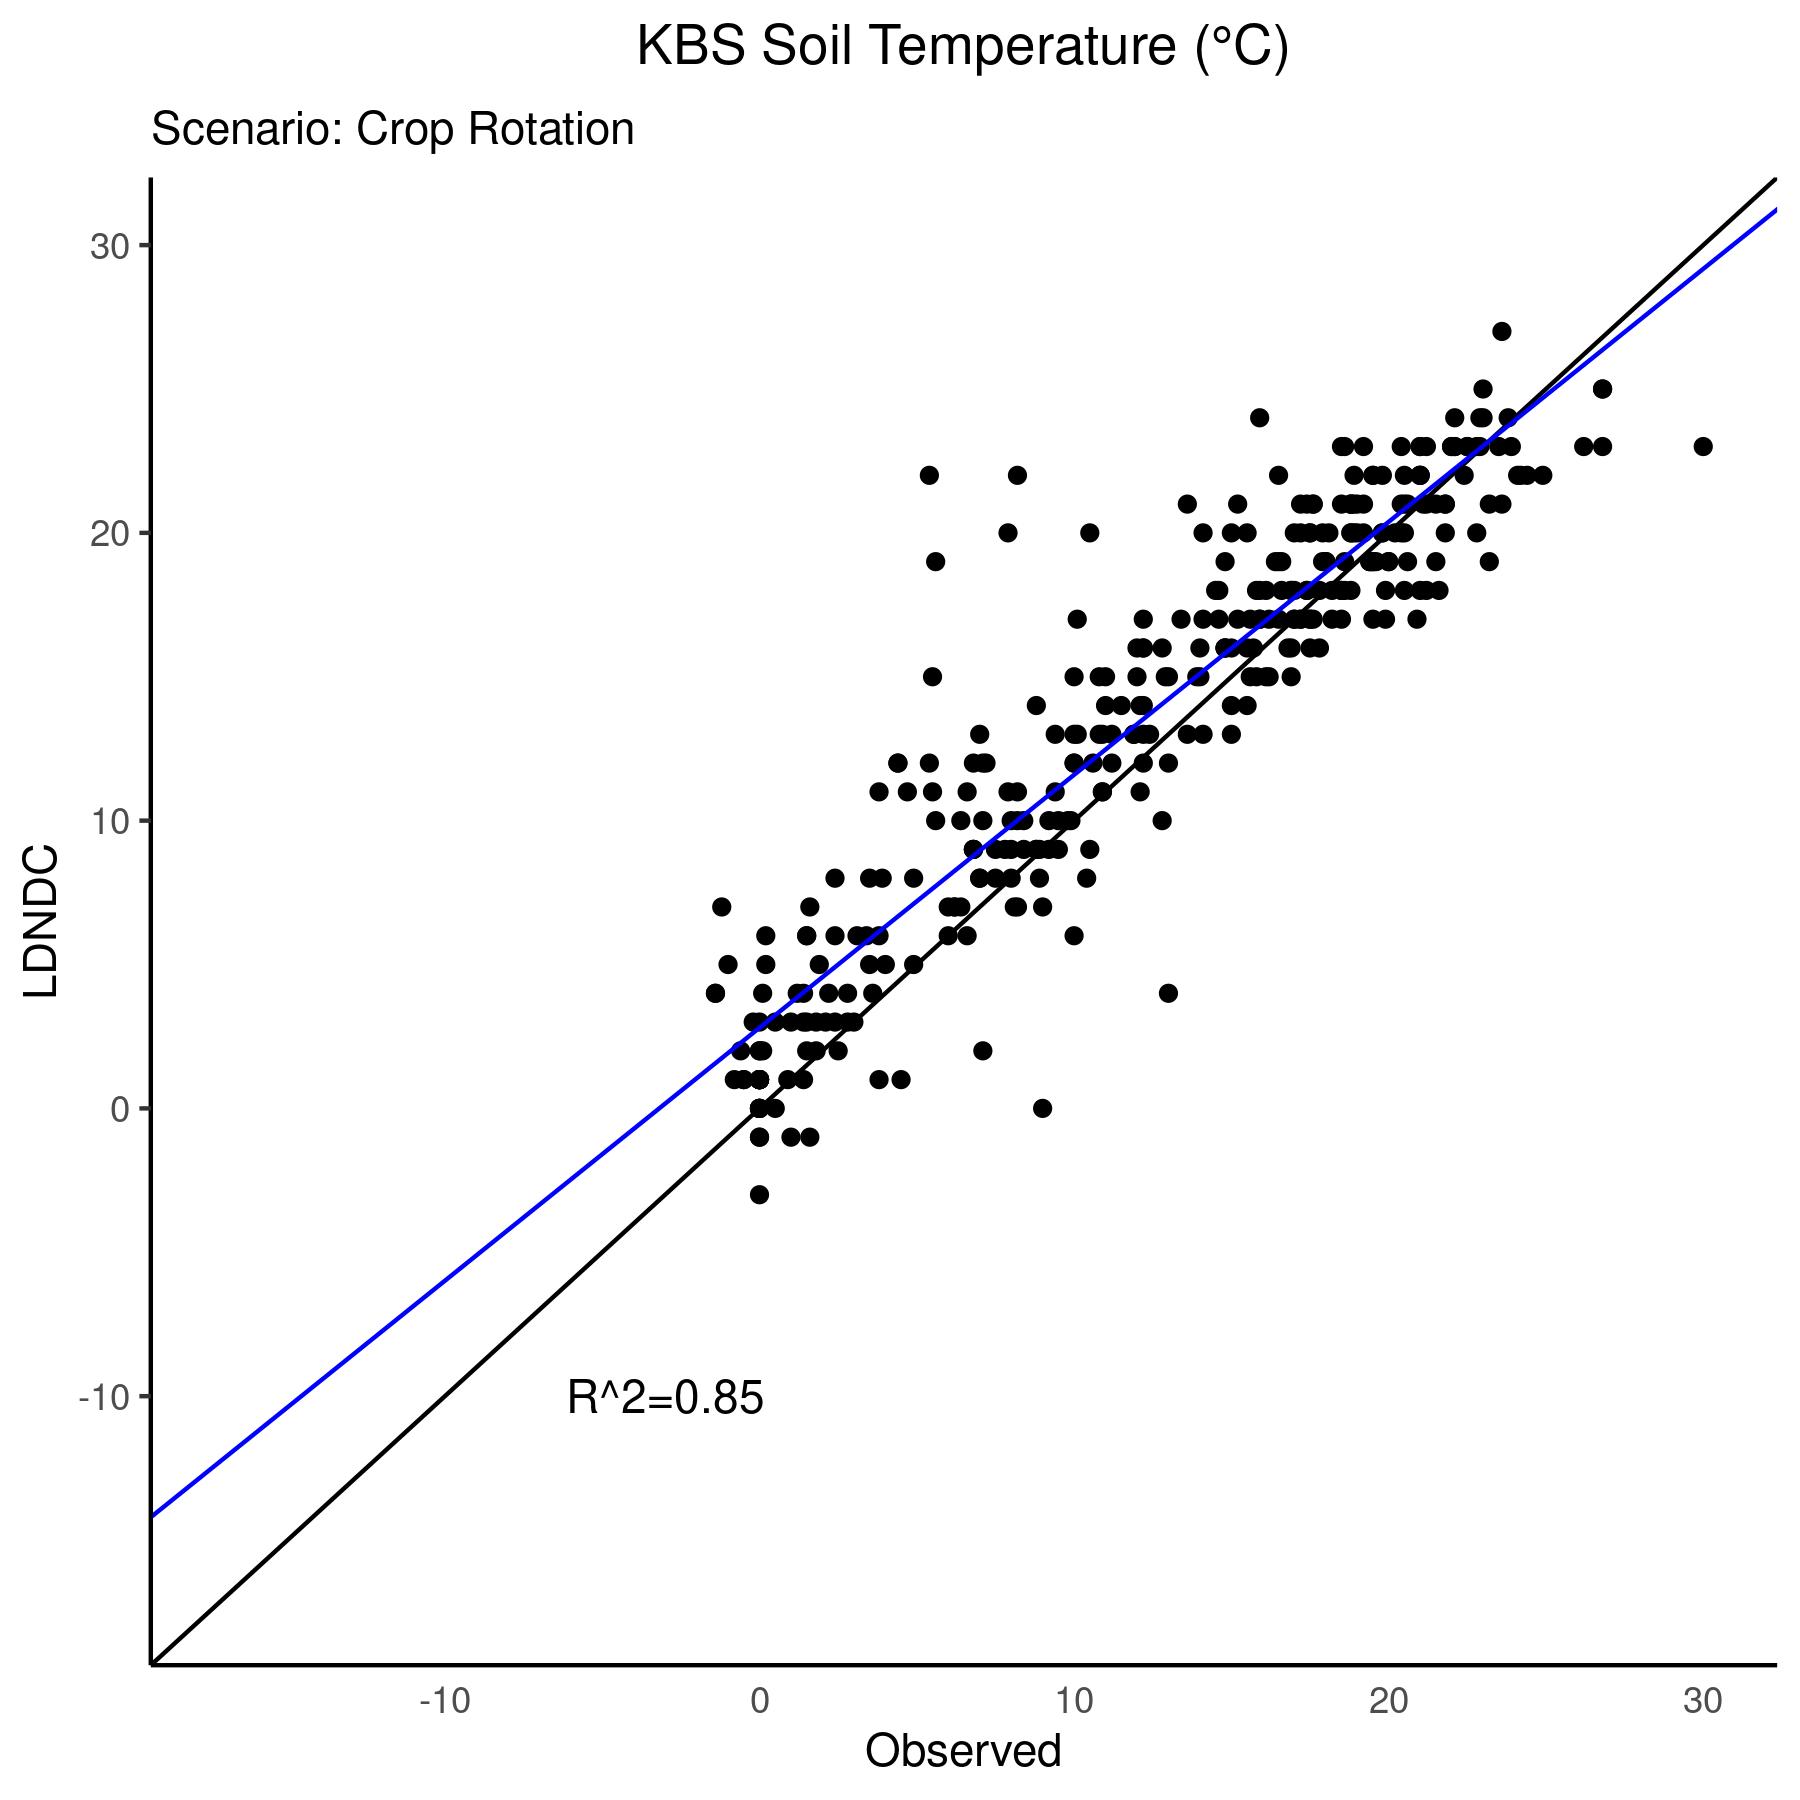 KBS Soil Temperature (°C)
Scenario: Crop Rotation
30
20
10
0
-10
LDNDC
R^2=0.85
-10 0 10 20 30
Observed